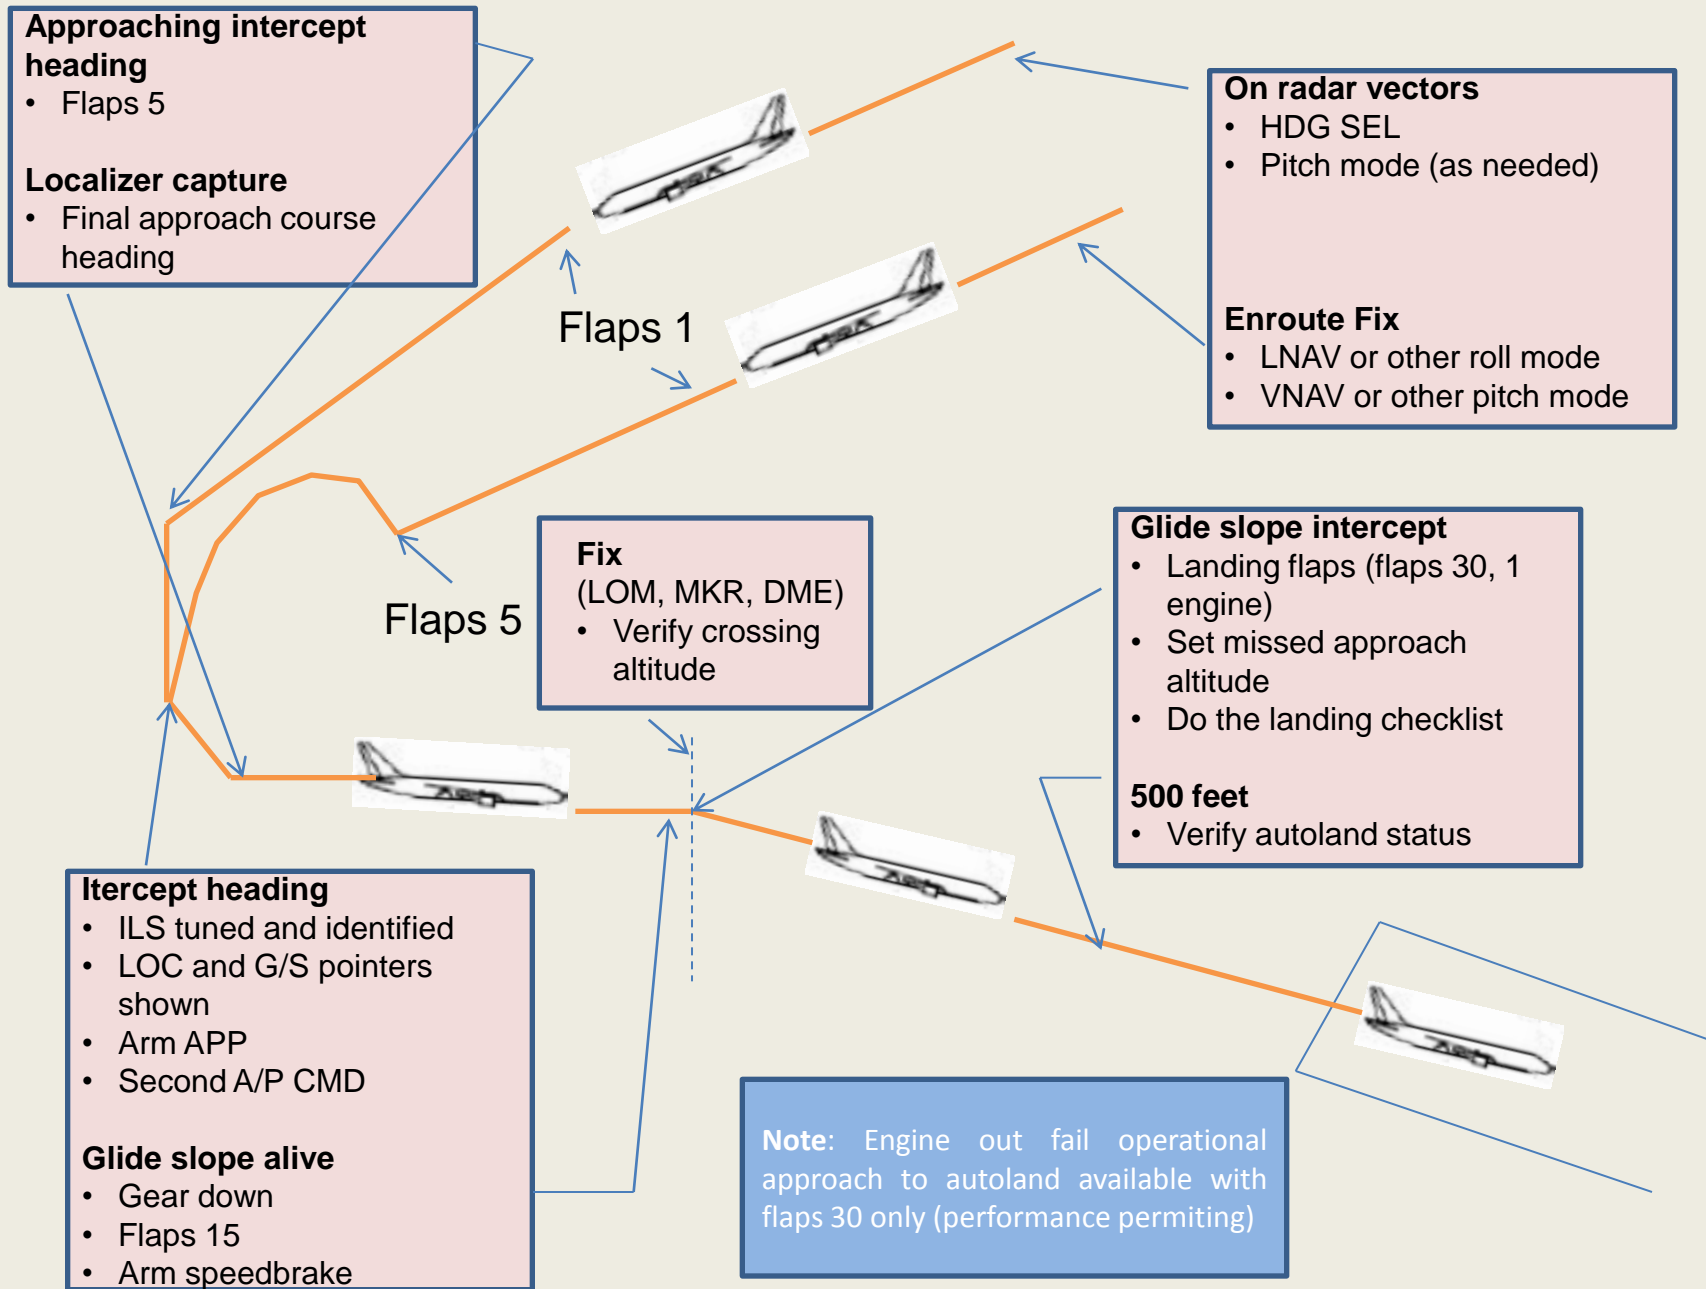 Approaching intercept
heading
• Flaps 5
Localizer capture
• Final approach course
heading
On radar vectors
• HDG SEL
• Pitch mode (as needed)
Enroute Fix
• LNAV or other roll mode
• VNAV or other pitch mode
Flaps 1
Flaps 5
Fix
(LOM, MKR, DME)
• Verify crossing
altitude
Glide slope intercept
• Landing flaps (flaps 30, 1
engine)
• Set missed approach
altitude
• Do the landing checklist
500 feet
• Verify autoland status
Itercept heading
• ILS tuned and identified
• LOC and G/S pointers
shown
• Arm APP
• Second A/P CMD
Glide slope alive
• Gear down
• Flaps 15
• Arm speedbrake
Note: Engine out fail operational
approach to autoland available with
flaps 30 only (performance permiting)